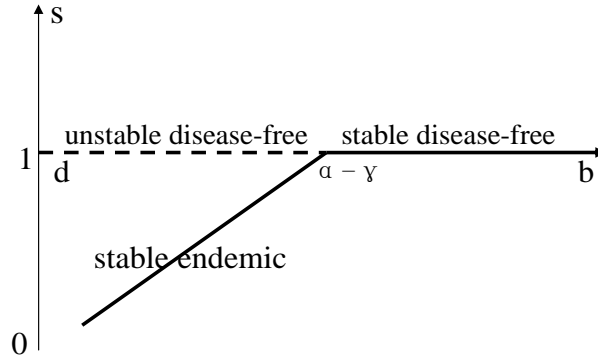 s
unstable disease-free stable disease-free
1 d α – γ b
stable endemic
0